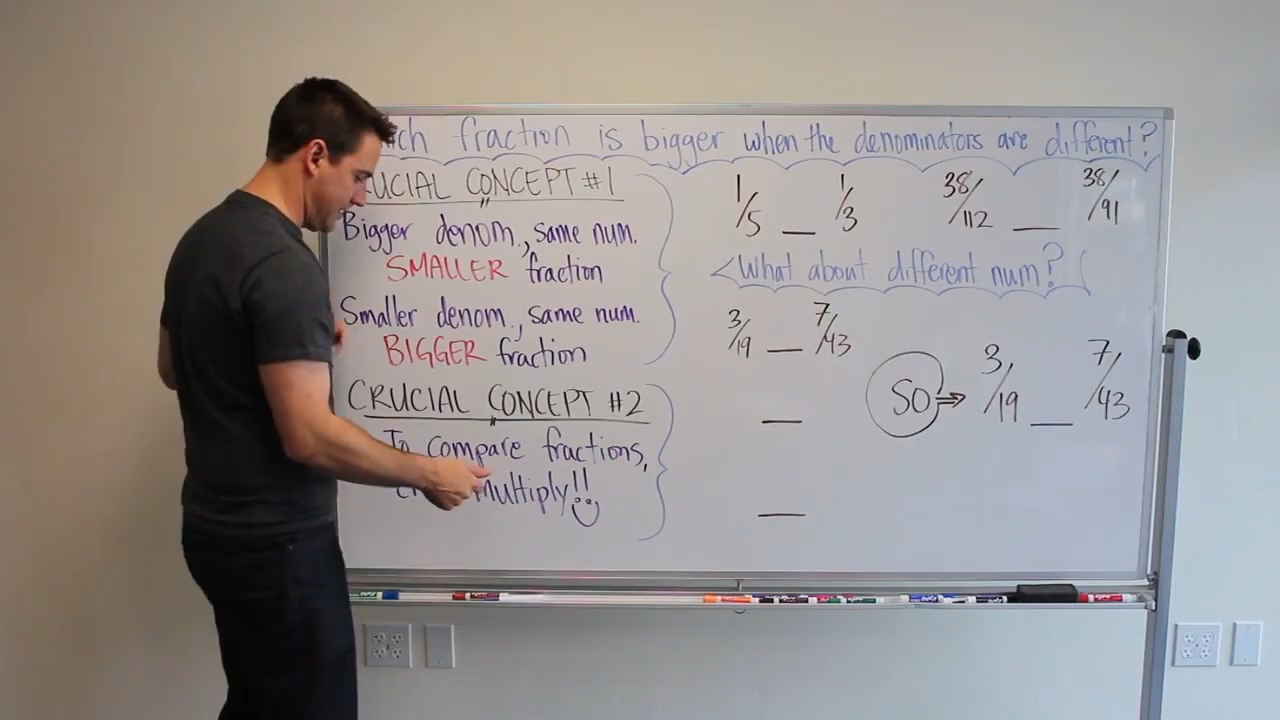 ch fraction is bigger when the denominators are different?
RUCIAL CONCEPT #1
Bigger denom., same num.
SMALLER fraction
Smaller denom., same num.
BIGGER fraction
CRUCIAL CONCEPT #2
To compare fractions,
multiply!!
1/5 __ 1/3 38/112 __ 38/91
What about different num?
3/19 __ 7/43
SO ⇒ 3/19 __ 7/43